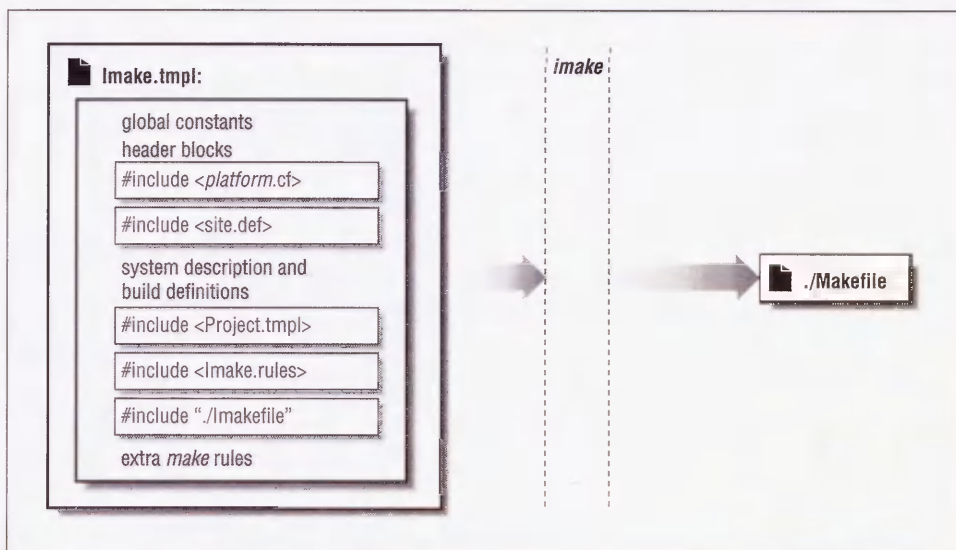 Imake.tmpl:
global constants
header blocks
#include <platform.cf>
#include <site.def>
system description and
build definitions
#include <Project.tmpl>
#include <Imake.rules>
#include "./Imakefile"
extra make rules
imake
./Makefile